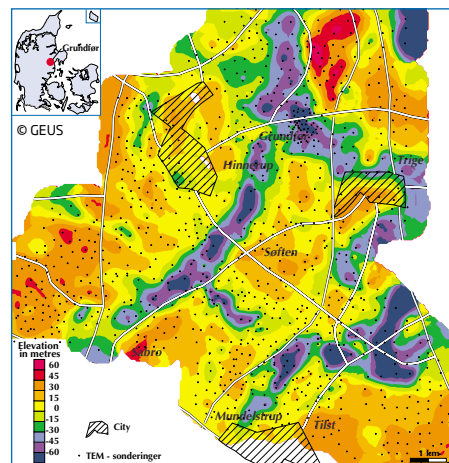 Grundfør
© GEUS
Grundfør
Hinnerup
Trige
Søften
Sabro
Mundelstrup
Tilst
Elevation
in metres
60
45
30
15
0
-15
-30
-45
-60
City
TEM - sonderinger
1 km